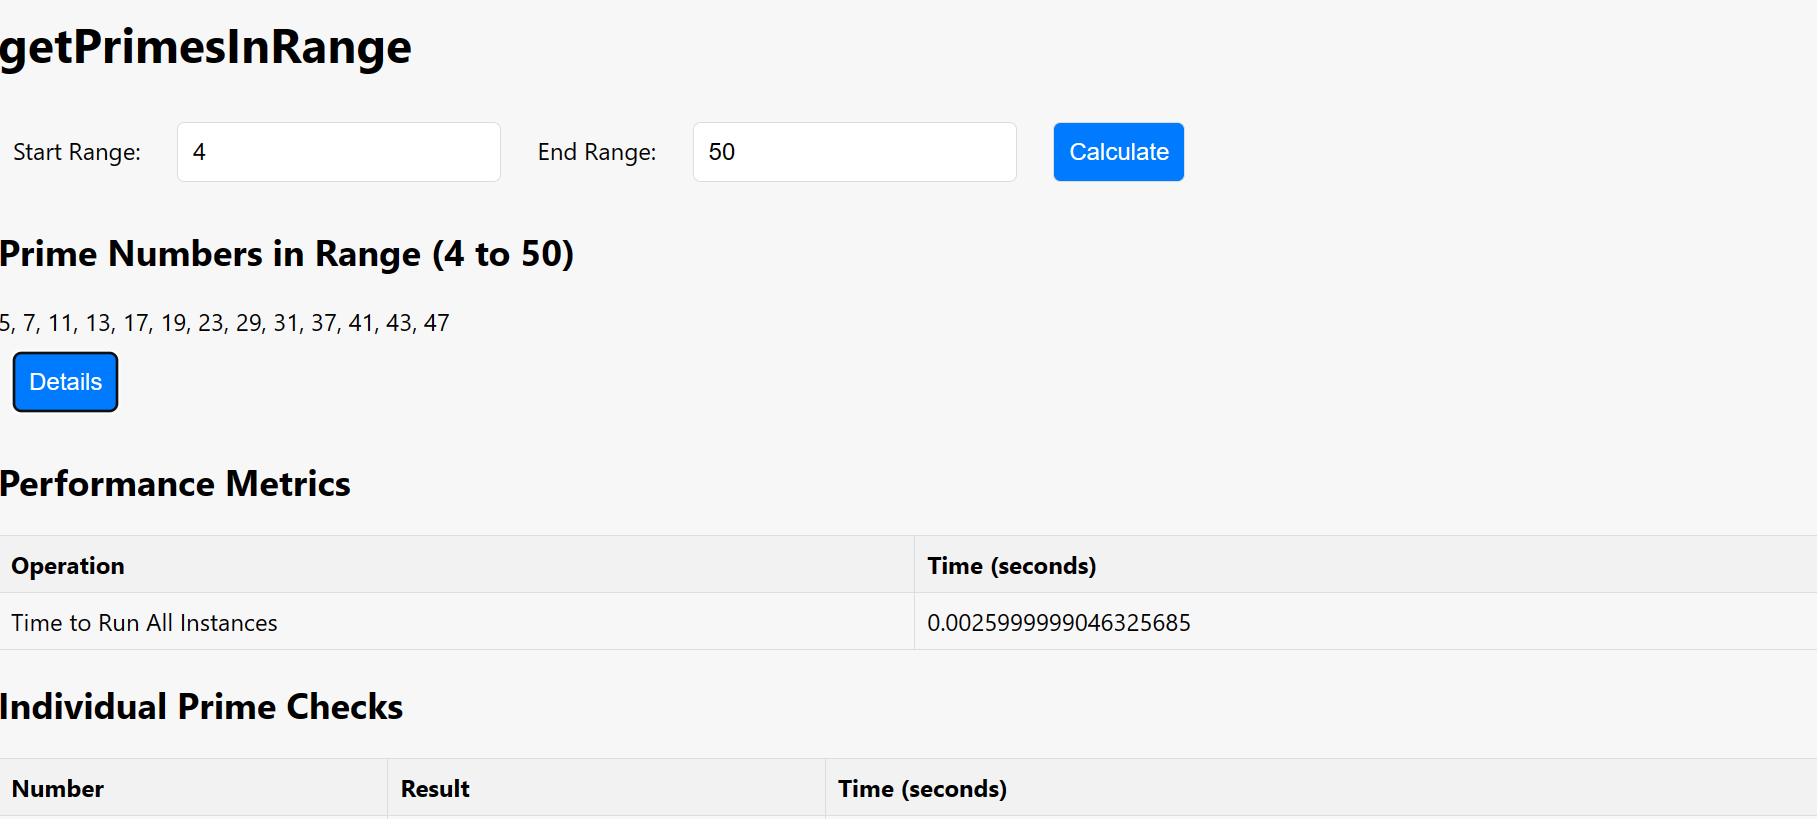 getPrimesInRange
Start Range: 4 End Range: 50 Calculate
Prime Numbers in Range (4 to 50)
5, 7, 11, 13, 17, 19, 23, 29, 31, 37, 41, 43, 47
Details
Performance Metrics
Operation Time (seconds)
Time to Run All Instances 0.0025999999046325685
Individual Prime Checks
Number Result Time (seconds)